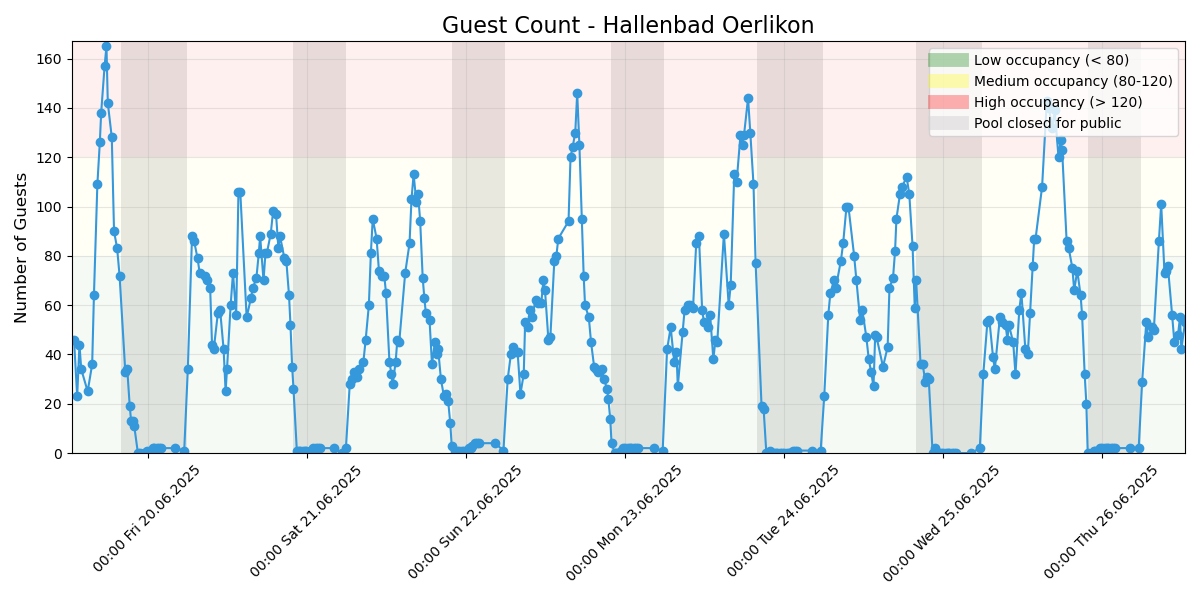 Guest Count - Hallenbad Oerlikon
Low occupancy (< 80)
Medium occupancy (80-120)
High occupancy (> 120)
Pool closed for public
Number of Guests
160
140
120
100
80
60
40
20
0
00:00 Fri 20.06.2025
00:00 Sat 21.06.2025
00:00 Sun 22.06.2025
00:00 Mon 23.06.2025
00:00 Tue 24.06.2025
00:00 Wed 25.06.2025
00:00 Thu 26.06.2025